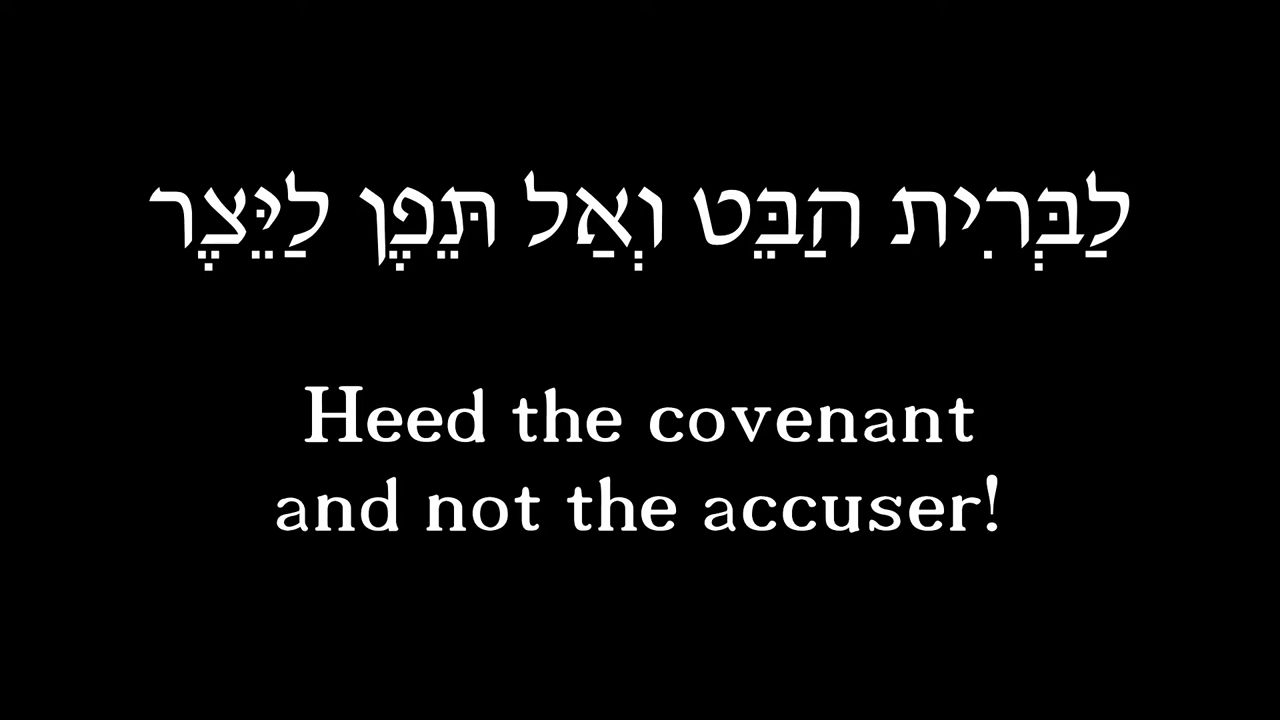 לַבְּרִית הַבֵּט וְאַל תֵּפֶן לַיֵּצֶר
Heed the covenant
and not the accuser!